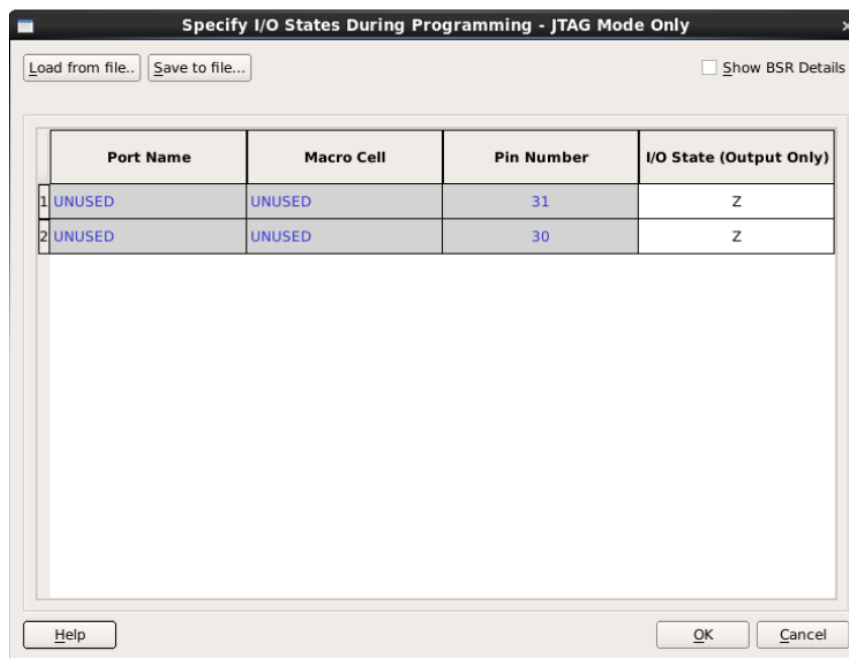 Specify I/O States During Programming - JTAG Mode Only
Load from file.. Save to file... Show BSR Details
Port Name Macro Cell Pin Number I/O State (Output Only)
1 UNUSED UNUSED 31 Z
2 UNUSED UNUSED 30 Z
Help OK Cancel